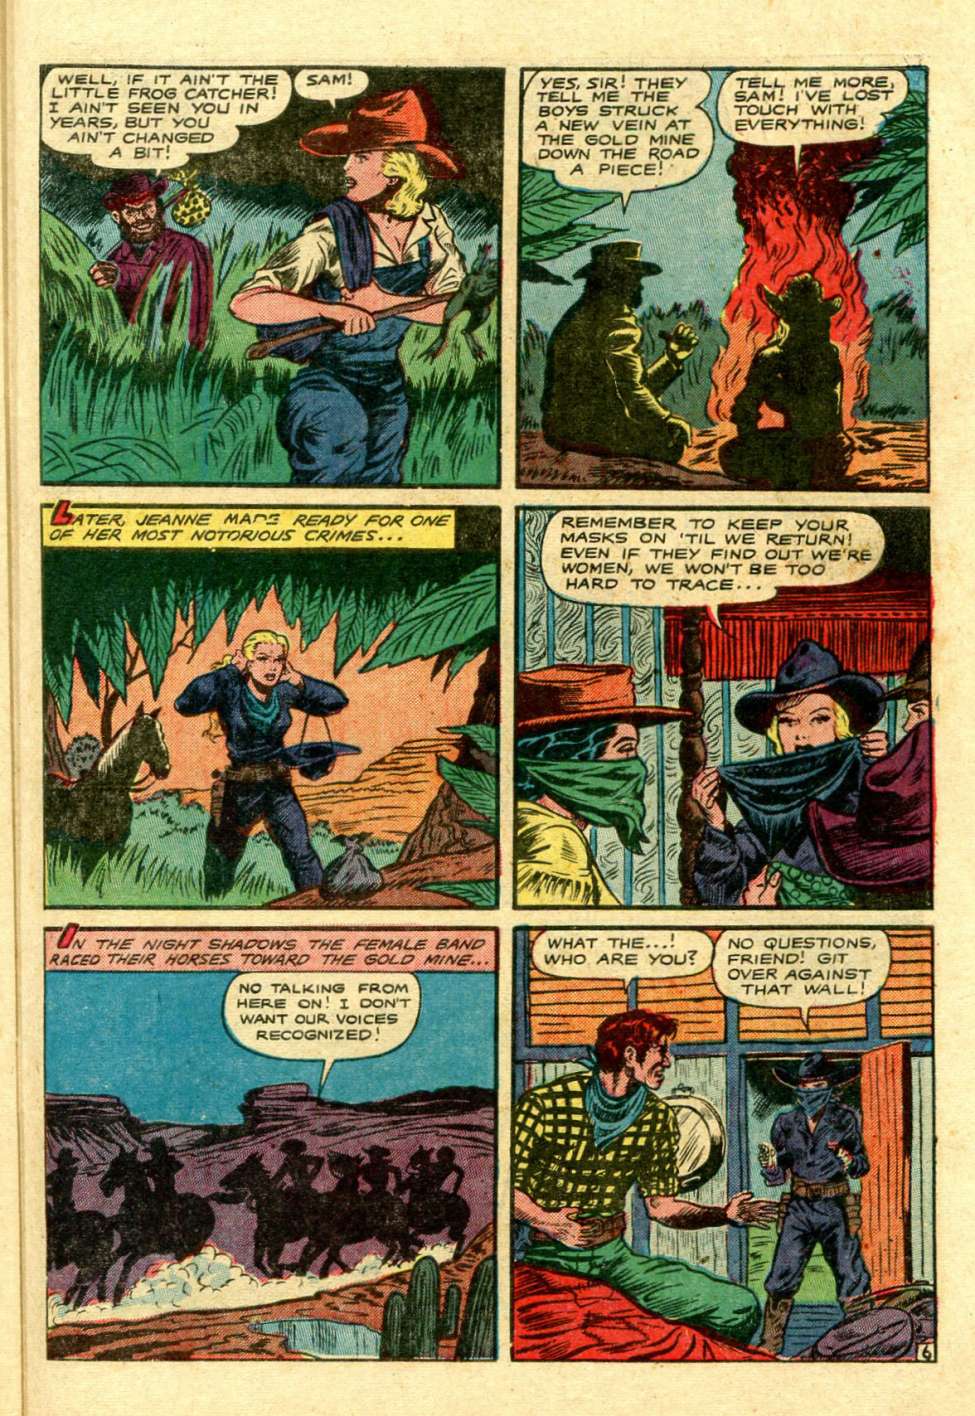 WELL, IF IT AIN'T THE
LITTLE FROG CATCHER!
I AIN'T SEEN YOU IN
YEARS, BUT YOU
AIN'T CHANGED
A BIT!
SAM!
YES, SIR! THEY
TELL ME THE
BOYS STRUCK
A NEW VEIN AT
THE GOLD MINE
DOWN THE ROAD
A PIECE!
TELL ME MORE,
SAM! I'VE LOST
TOUCH WITH
EVERYTHING!
LATER, JEANNE MADE READY FOR ONE
OF HER MOST NOTORIOUS CRIMES...
REMEMBER TO KEEP YOUR
MASKS ON 'TIL WE RETURN!
EVEN IF THEY FIND OUT WE'RE
WOMEN, WE WON'T BE TOO
HARD TO TRACE...
IN THE NIGHT SHADOWS THE FEMALE BAND
RACED THEIR HORSES TOWARD THE GOLD MINE...
NO TALKING FROM
HERE ON! I DON'T
WANT OUR VOICES
RECOGNIZED!
WHAT THE...!
WHO ARE YOU?
NO QUESTIONS,
FRIEND! GIT
OVER AGAINST
THAT WALL!
6